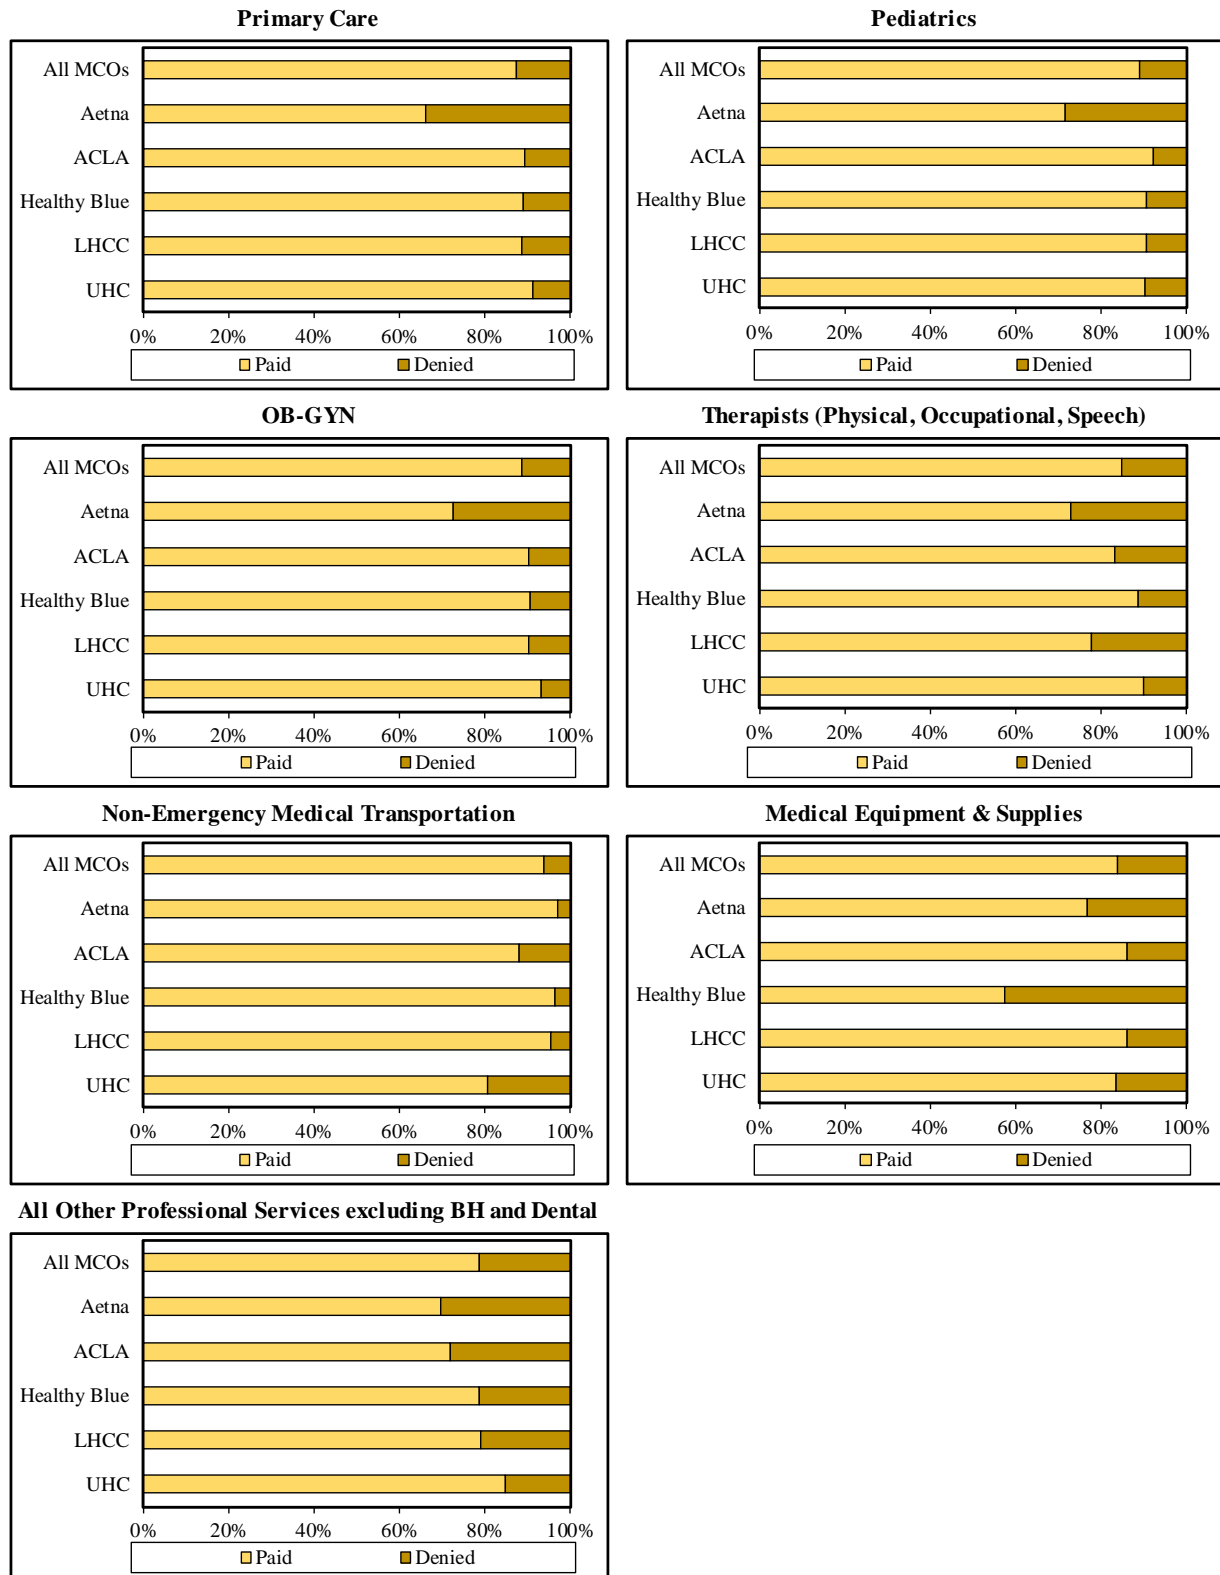 Primary Care
All MCOs
Aetna
ACLA
Healthy Blue
LHCC
UHC
0% 20% 40% 60% 80% 100%
Paid Denied
Pediatrics
All MCOs
Aetna
ACLA
Healthy Blue
LHCC
UHC
0% 20% 40% 60% 80% 100%
Paid Denied
OB-GYN
All MCOs
Aetna
ACLA
Healthy Blue
LHCC
UHC
0% 20% 40% 60% 80% 100%
Paid Denied
Therapists (Physical, Occupational, Speech)
All MCOs
Aetna
ACLA
Healthy Blue
LHCC
UHC
0% 20% 40% 60% 80% 100%
Paid Denied
Non-Emergency Medical Transportation
All MCOs
Aetna
ACLA
Healthy Blue
LHCC
UHC
0% 20% 40% 60% 80% 100%
Paid Denied
Medical Equipment & Supplies
All MCOs
Aetna
ACLA
Healthy Blue
LHCC
UHC
0% 20% 40% 60% 80% 100%
Paid Denied
All Other Professional Services excluding BH and Dental
All MCOs
Aetna
ACLA
Healthy Blue
LHCC
UHC
0% 20% 40% 60% 80% 100%
Paid Denied